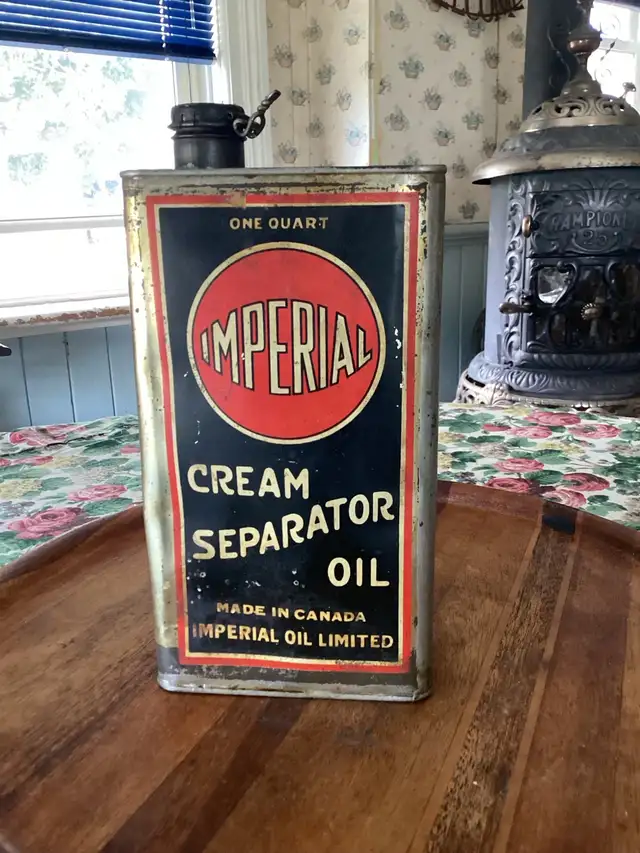 ONE QUART
IMPERIAL
CREAM
SEPARATOR
OIL
MADE IN CANADA
IMPERIAL OIL LIMITED